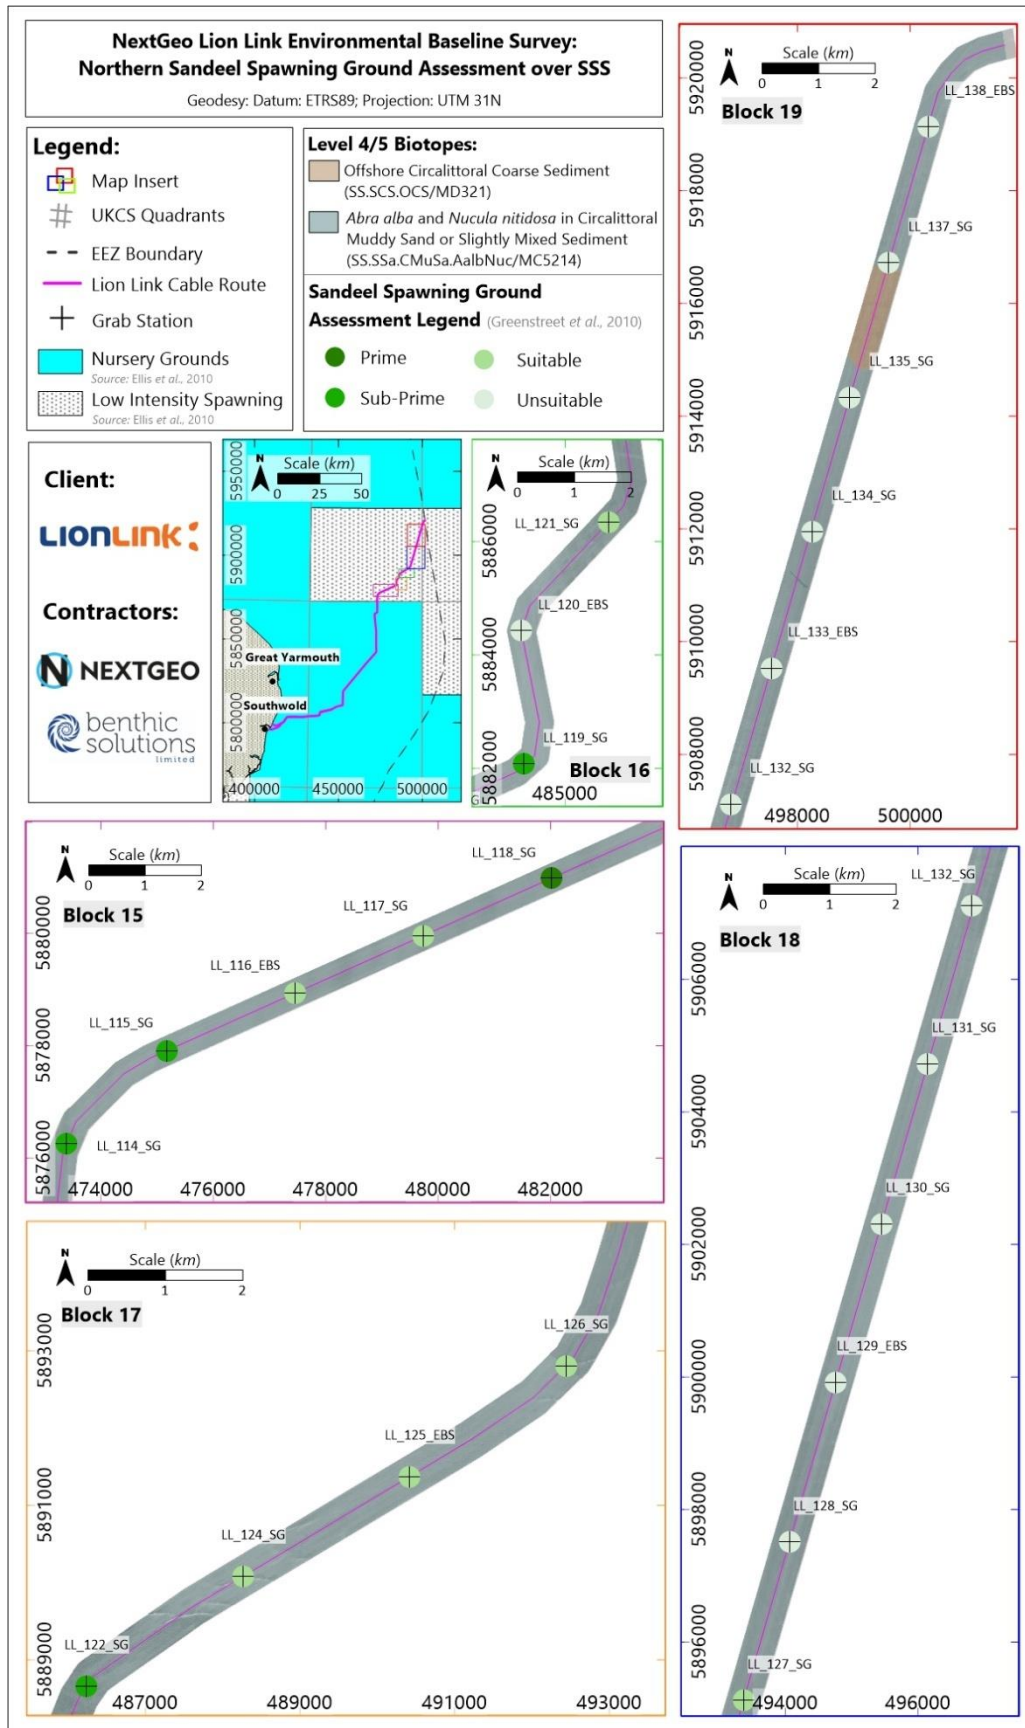 NextGeo Lion Link Environmental Baseline Survey:
Northern Sandeel Spawning Ground Assessment over SSS
Geodesy: Datum: ETRS89; Projection: UTM 31N
Legend:
Map Insert
UKCS Quadrants
EEZ Boundary
Lion Link Cable Route
Grab Station
Nursery Grounds
Source: Ellis et al., 2010
Low Intensity Spawning
Source: Ellis et al., 2010
Level 4/5 Biotopes:
Offshore Circalittoral Coarse Sediment
(SS.SCS.OCS/MD321)
Abra alba and Nucula nitidosa in Circalittoral
Muddy Sand or Slightly Mixed Sediment
(SS.SSa.CMuSa.AalbNuc/MC5214)
Sandeel Spawning Ground
Assessment Legend (Greenstreet et al., 2010)
Prime
Suitable
Sub-Prime
Unsuitable
Client:
LIONLINK
Contractors:
NEXTGEO
benthic
solutions
limited
N
Scale (km)
0 25 50
5950000
5900000
5850000
5800000
Great Yarmouth
Southwold
400000 450000 500000
N
Scale (km)
0 1 2
LL_121_SG
5886000
LL_120_EBS
5884000
LL_119_SG
Block 16
5882000
485000
N
Scale (km)
0 1 2
Block 19
5920000
LL_138_EBS
5918000
LL_137_SG
5916000
LL_135_SG
5914000
LL_134_SG
5912000
LL_133_EBS
5910000
LL_132_SG
5908000
498000 500000
N
Scale (km)
0 1 2
Block 15
LL_118_SG
LL_117_SG
5880000
LL_116_EBS
LL_115_SG
5878000
LL_114_SG
5876000
474000 476000 478000 480000 482000
N
Scale (km)
0 1 2
Block 18
LL_132_SG
5906000
LL_131_SG
5904000
LL_130_SG
5902000
LL_129_EBS
5900000
LL_128_SG
5898000
LL_127_SG
5896000
494000 496000
N
Scale (km)
0 1 2
Block 17
LL_126_SG
5893000
LL_125_EBS
5891000
LL_124_SG
LL_122_SG
5889000
487000 489000 491000 493000